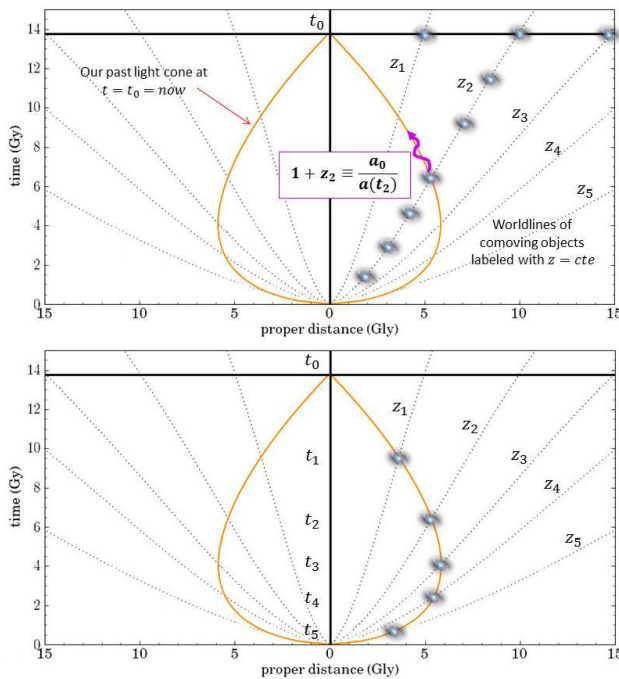 t₀
14
12
10
8
6
4
2
0
time (Gy)
Our past light cone at
t = t₀ = now
z₁
z₂
z₃
z₄
z₅
1 + z₂ ≡ a₀ / a(t₂)
Worldlines of
comoving objects
labeled with z = cte
15 10 5 0 5 10 15
proper distance (Gly)
t₀
14
12
10
8
6
4
2
0
time (Gy)
z₁
z₂
z₃
z₄
z₅
t₁
t₂
t₃
t₄
t₅
15 10 5 0 5 10 15
proper distance (Gly)